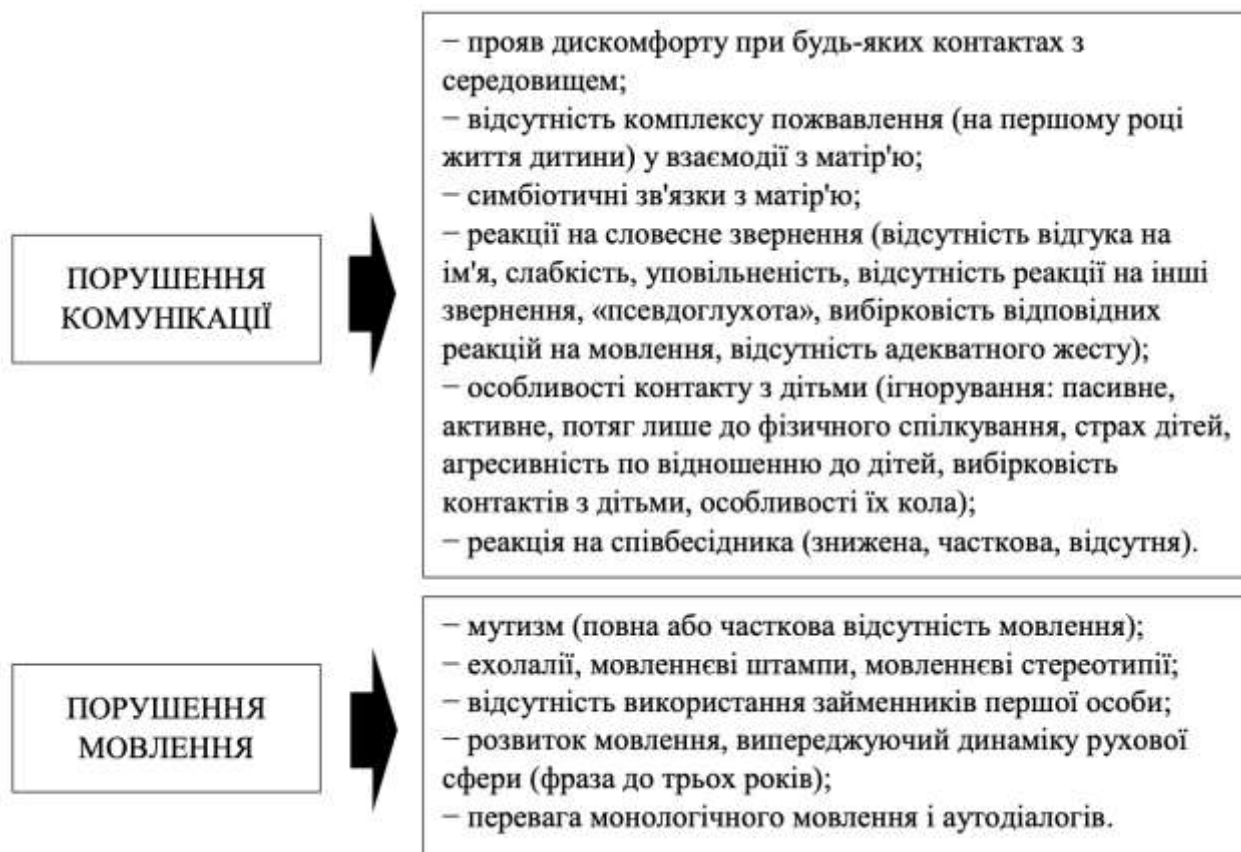 − прояв дискомфорту при будь-яких контактах з
середовищем;
− відсутність комплексу пожвавлення (на першому році
життя дитини) у взаємодії з матір'ю;
− симбіотичні зв'язки з матір'ю;
− реакції на словесне звернення (відсутність відгука на
ім'я, слабкість, уповільненість, відсутність реакції на інші
звернення, «псевдоглухота», вибірковість відповідних
реакцій на мовлення, відсутність адекватного жесту);
− особливості контакту з дітьми (ігнорування: пасивне,
активне, потяг лише до фізичного спілкування, страх дітей,
агресивність по відношенню до дітей, вибірковість
контактів з дітьми, особливості їх кола);
− реакція на співбесідника (знижена, часткова, відсутня).
ПОРУШЕННЯ
КОМУНІКАЦІЇ
− мутизм (повна або часткова відсутність мовлення);
− ехолалії, мовленнєві штампи, мовленнєві стереотипії;
− відсутність використання займенників першої особи;
− розвиток мовлення, випереджуючий динаміку рухової
сфери (фраза до трьох років);
− перевага монологічного мовлення і аутодіалогів.
ПОРУШЕННЯ
МОВЛЕННЯ